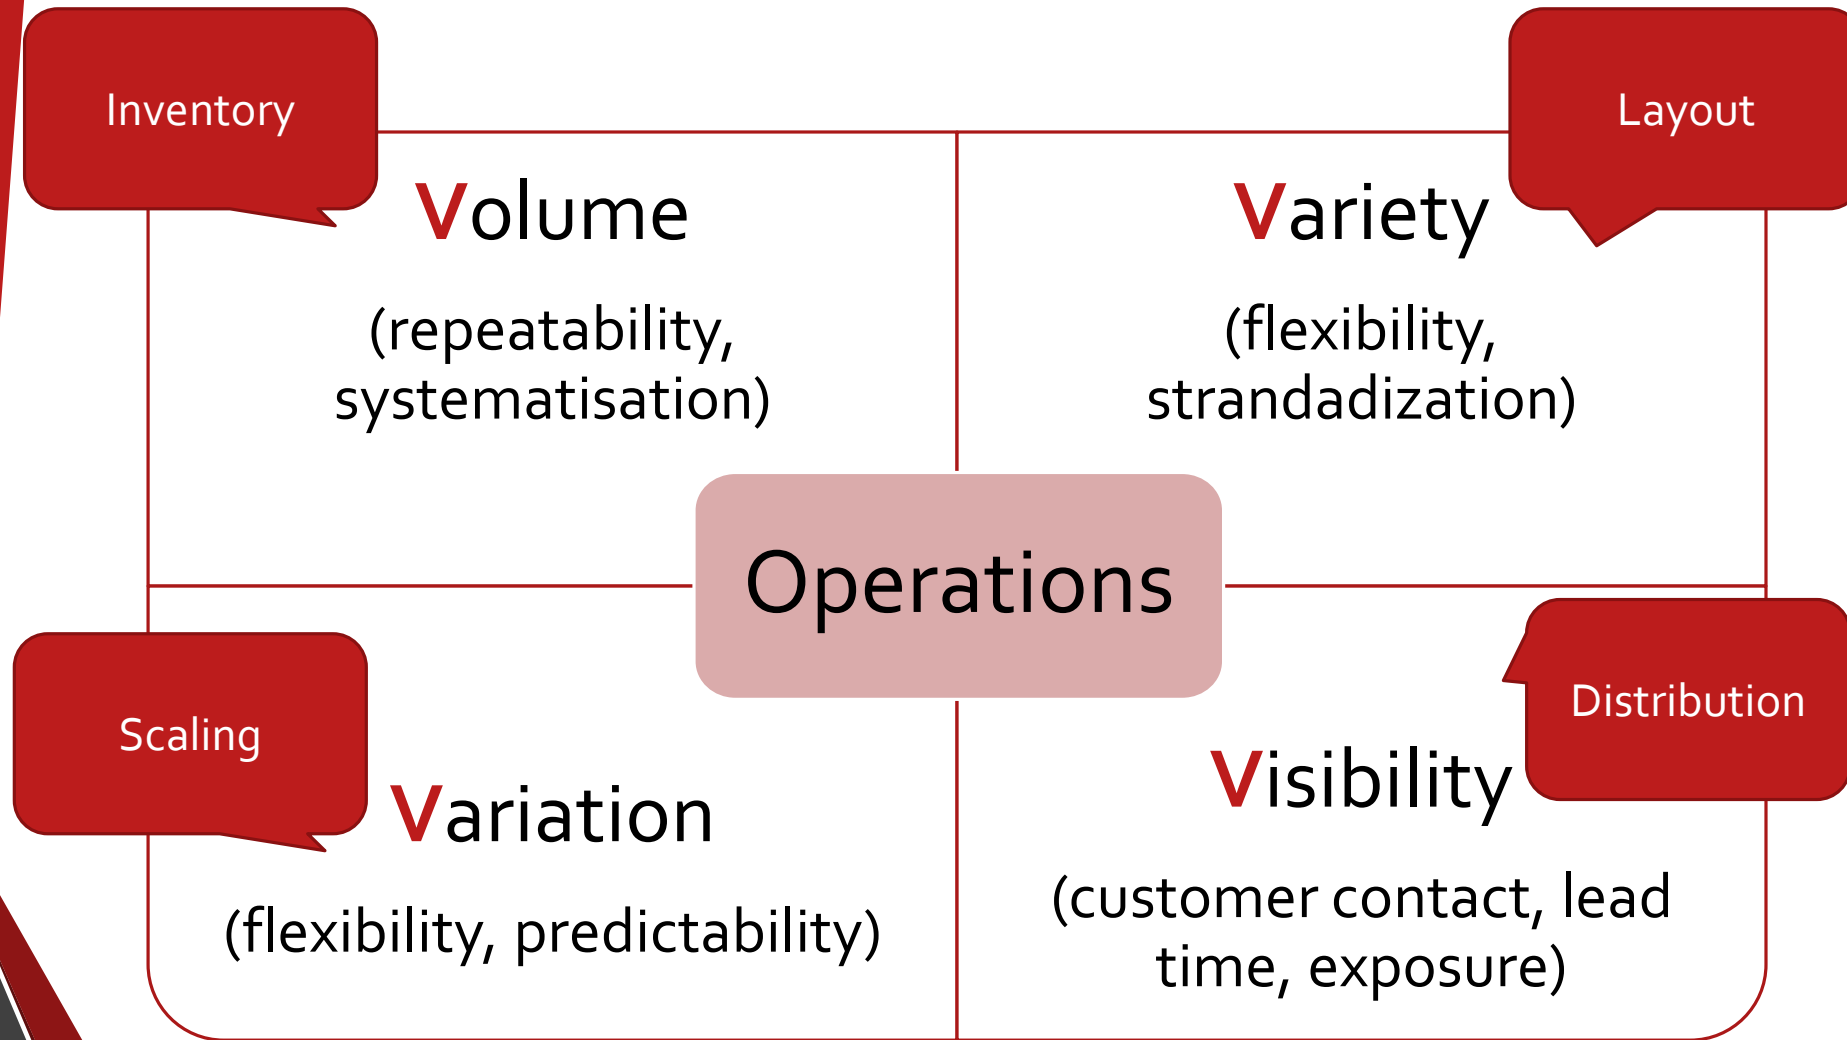 Inventory
Layout
Volume
(repeatability,
systematisation)
Variety
(flexibility,
strandadization)
Operations
Scaling
Variation
(flexibility, predictability)
Distribution
Visibility
(customer contact, lead
time, exposure)